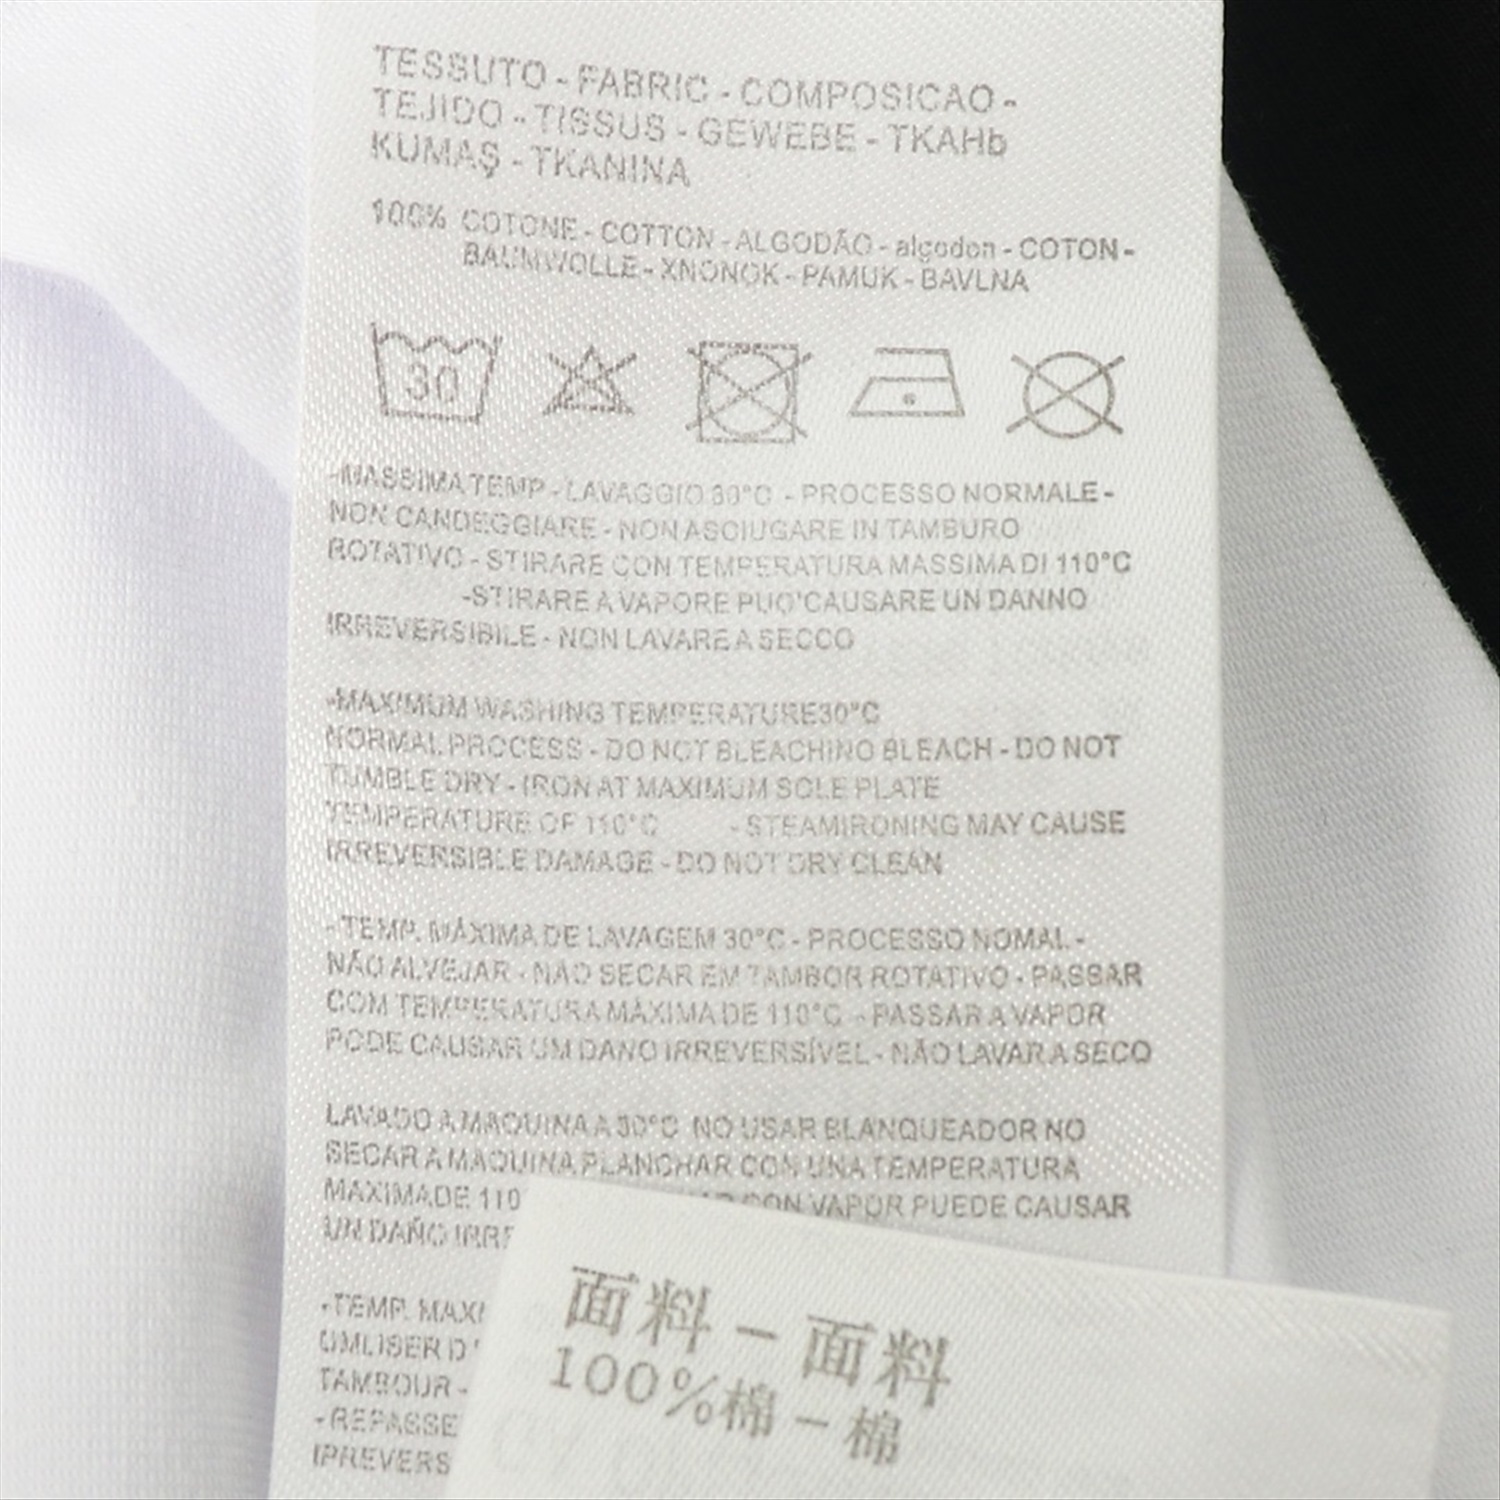 TESSUTO - FABRIC - COMPOSICAO -
TEJIDO - TISSUS - GEWEBE - TKAHb
KUMAŞ - TKANINA
100% COTONE - COTTON - ALGODÃO - algodon - COTON -
BAUMWOLLE - XNONOK - PAMUK - BAVLNA
30
-MASSIMA TEMP - LAVAGGIO 30°C - PROCESSO NORMALE -
NON CANDEGGIARE - NON ASCIUGARE IN TAMBURO
ROTATIVO - STIRARE CON TEMPERATURA MASSIMA DI 110°C
-STIRARE A VAPORE PUO'CAUSARE UN DANNO
IRREVERSIBILE - NON LAVARE A SECCO
-MAXIMUM WASHING TEMPERATURE30°C
NORMAL PROCESS - DO NOT BLEACHINO BLEACH - DO NOT
TUMBLE DRY - IRON AT MAXIMUM SOLE PLATE
TEMPERATURE OF 110°C - STEAMIRONING MAY CAUSE
IRREVERSIBLE DAMAGE - DO NOT DRY CLEAN
- TEMP. MÁXIMA DE LAVAGEM 30°C - PROCESSO NOMAL -
NÃO ALVEJAR - NÃO SECAR EM TAMBOR ROTATIVO - PASSAR
COM TEMPERATURA MÁXIMA DE 110°C - PASSAR A VAPOR
PODE CAUSAR UM DANO IRREVERSÍVEL - NÃO LAVAR A SECO
LAVADO A MAQUINA A 30°C NO USAR BLANQUEADOR NO
SECAR A MAQUINA PLANCHAR CON UNA TEMPERATURA
MAXIMADE 110 CON VAPOR PUEDE CAUSAR
UN DAÑO IRRE
-TEMP. MAXI
D'
TAMBOUR -
- REPASSE
面料 - 面料
100%棉 - 棉